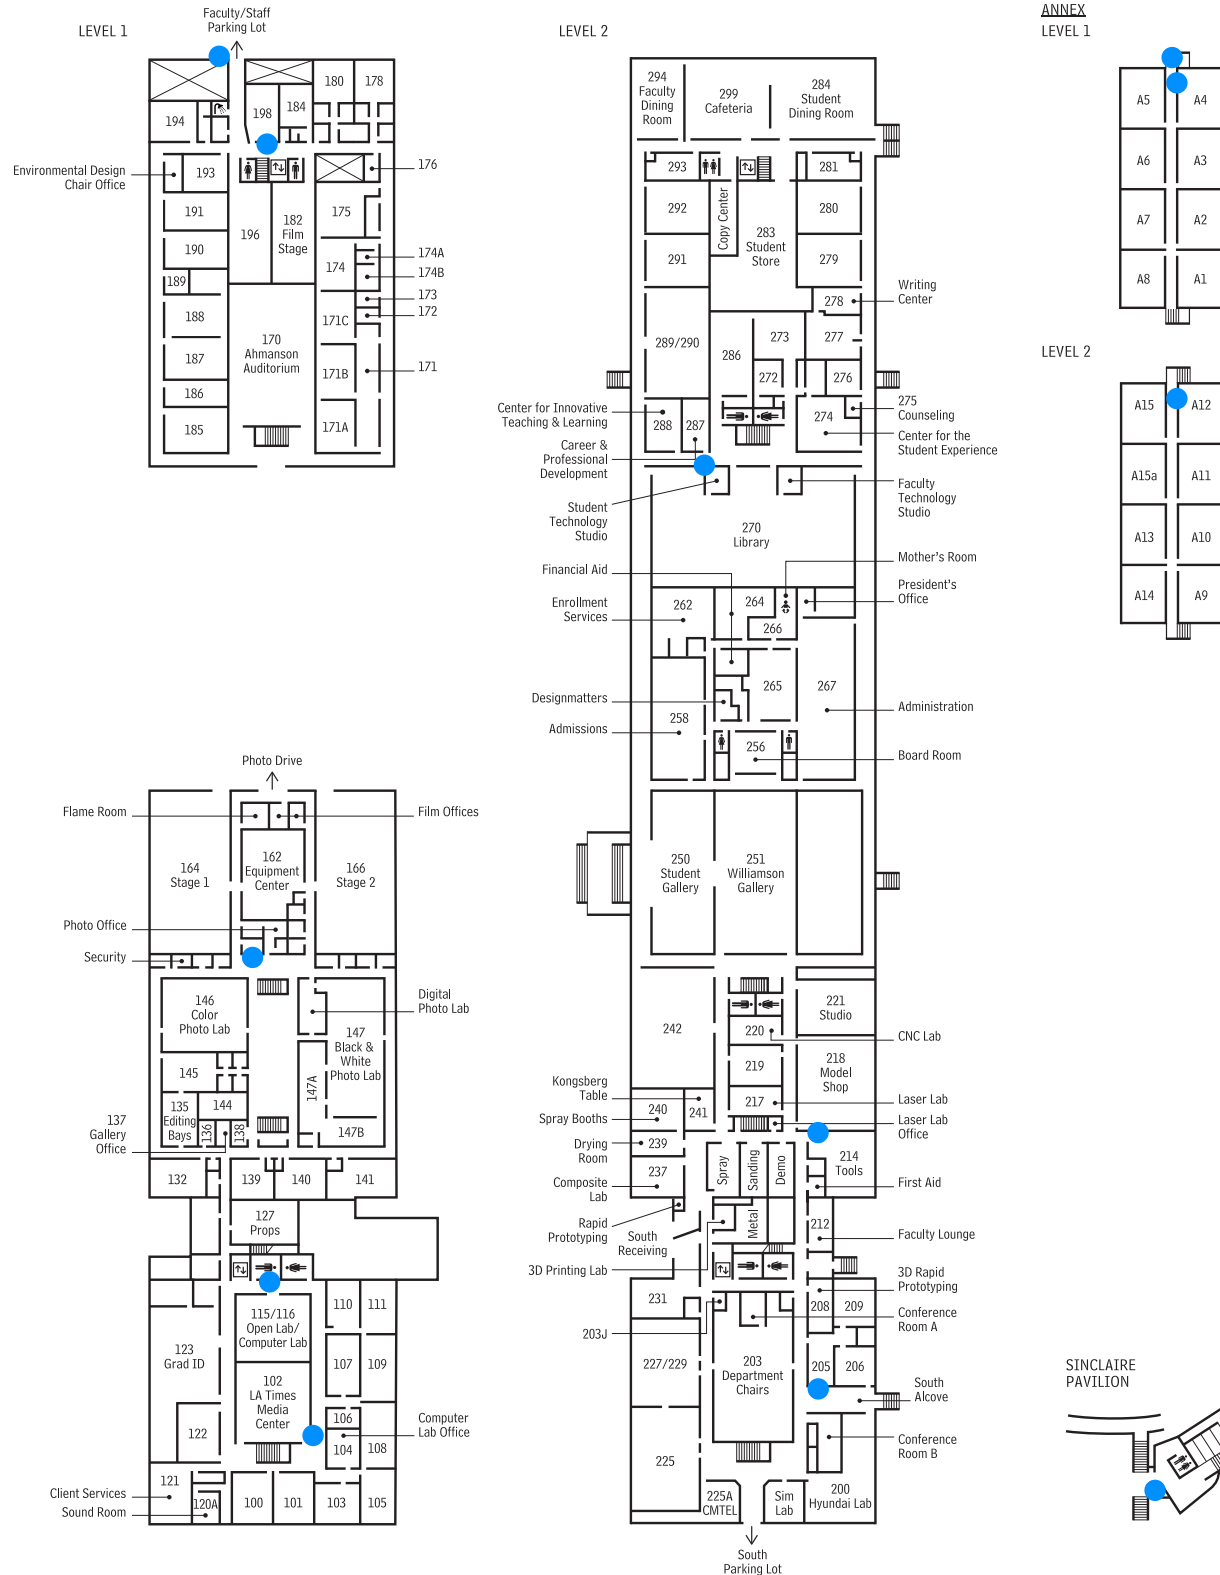 LEVEL 1
Faculty/Staff
Parking Lot
180
178
198
184
194
Environmental Design
Chair Office
193
176
191
175
196
182
Film
Stage
190
174
174A
174B
189
173
172
188
171C
170
Ahmanson
Auditorium
187
171B
171
186
185
171A
Photo Drive
Flame Room
Film Offices
164
Stage 1
162
Equipment
Center
166
Stage 2
Photo Office
Security
146
Color
Photo Lab
Digital
Photo Lab
147
Black &
White
Photo Lab
145
147A
135
Editing
Bays
144
136
138
147B
137
Gallery
Office
132
139
140
141
127
Props
110
111
115/116
Open Lab/
Computer Lab
123
Grad ID
107
109
102
LA Times
Media
Center
106
Computer
Lab Office
122
104
108
121
Client Services
Sound Room
120A
100
101
103
105
LEVEL 2
294
Faculty
Dining
Room
299
Cafeteria
284
Student
Dining Room
293
281
292
Copy Center
280
283
Student
Store
291
279
Writing
Center
278
289/290
286
273
277
272
276
Center for Innovative
Teaching & Learning
288
287
274
275
Counseling
Center for the
Student Experience
Career &
Professional
Development
Student
Technology
Studio
Faculty
Technology
Studio
270
Library
Mother's Room
Financial Aid
President's
Office
Enrollment
Services
262
264
266
265
267
Designmatters
Administration
Admissions
258
256
Board Room
250
Student
Gallery
251
Williamson
Gallery
221
Studio
242
220
CNC Lab
219
218
Model
Shop
Kongsberg
Table
240
241
217
Laser Lab
Spray Booths
Laser Lab
Office
Drying
Room
239
214
Tools
Spray
Sanding
Demo
Composite
Lab
237
First Aid
Rapid
Prototyping
South
Receiving
Metal
212
Faculty Lounge
3D Printing Lab
3D Rapid
Prototyping
231
208
209
203J
Conference
Room A
227/229
203
Department
Chairs
205
206
South
Alcove
225
Conference
Room B
225A
CMTEL
Sim
Lab
200
Hyundai Lab
South
Parking Lot
ANNEX
LEVEL 1
A5
A4
A6
A3
A7
A2
A8
A1
LEVEL 2
A15
A12
A15a
A11
A13
A10
A14
A9
SINCLAIRE
PAVILION